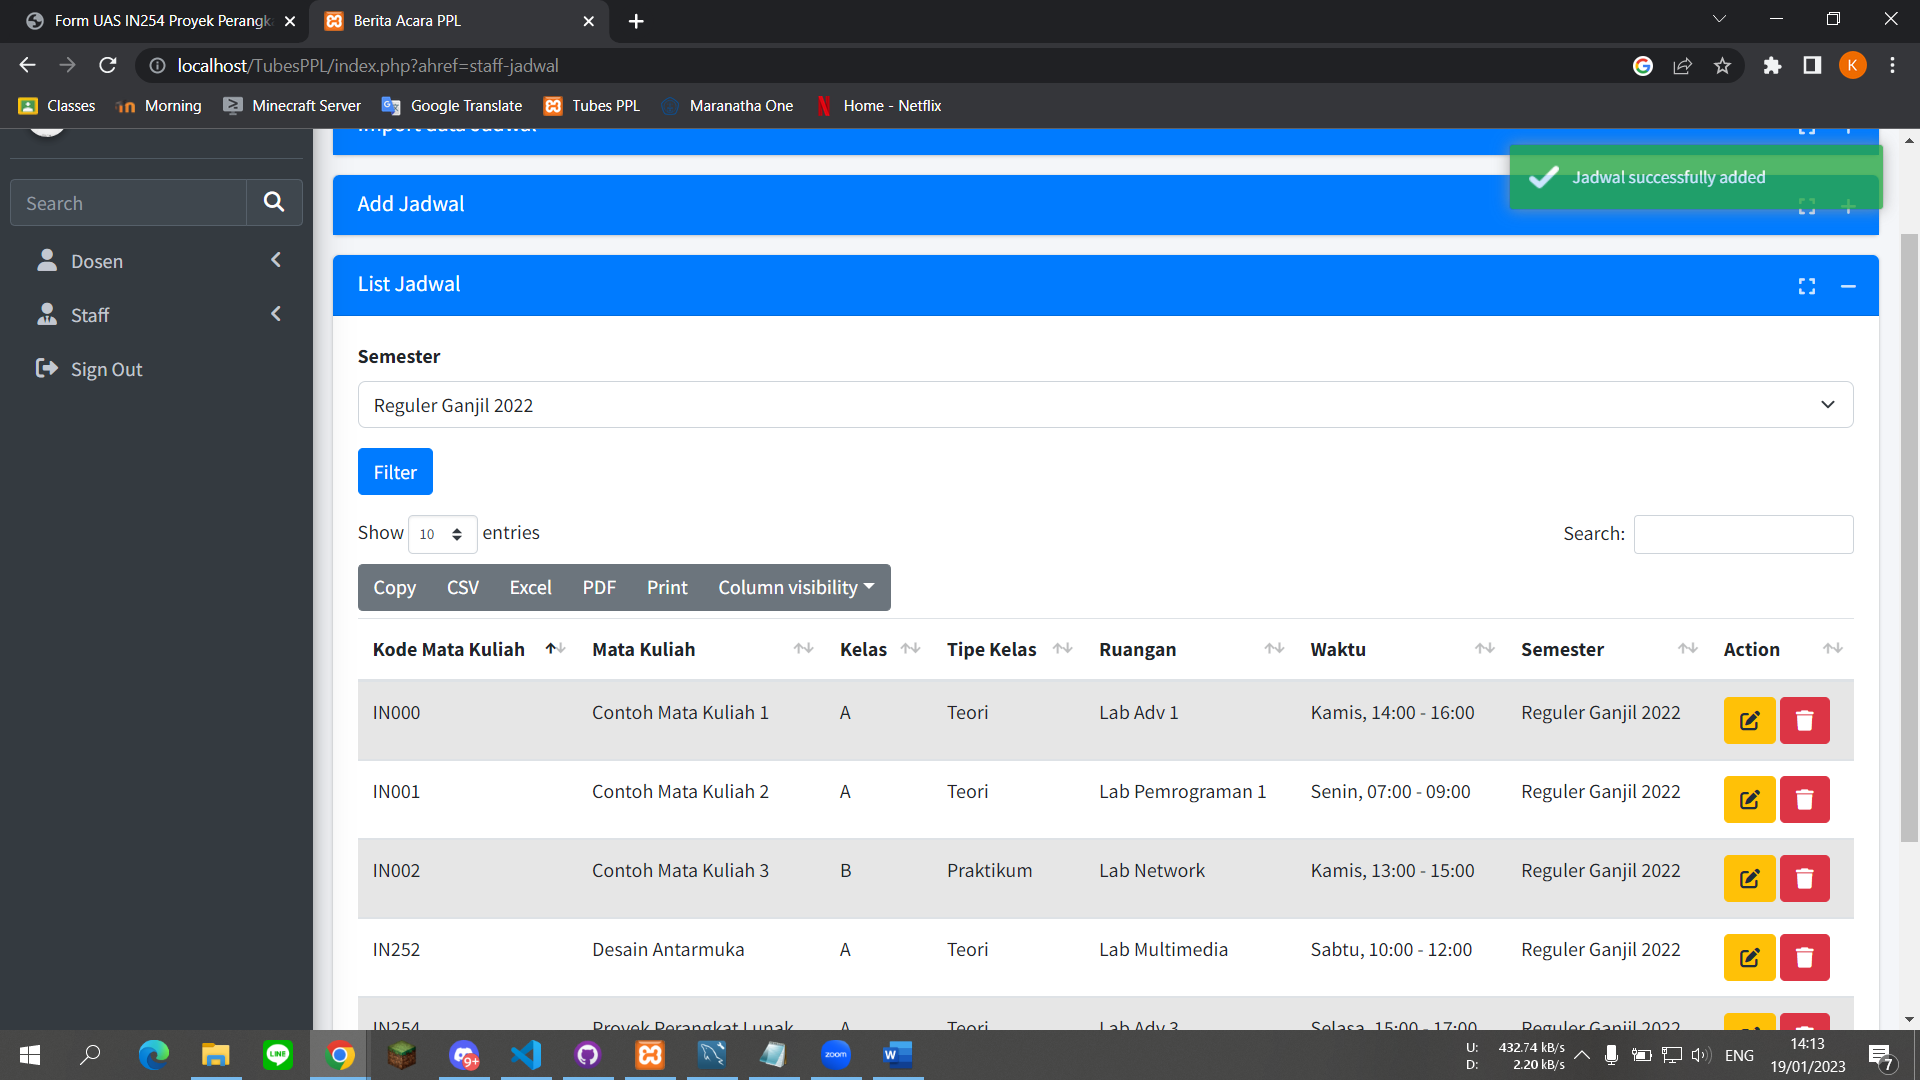 Form UAS IN254 Proyek Perangka
Berita Acara PPL
localhost/TubesPPL/index.php?ahref=staff-jadwal
K
Classes
Morning
Minecraft Server
Google Translate
Tubes PPL
Maranatha One
Home - Netflix
Import data Jadwal
Jadwal successfully added
Search
Add Jadwal
Dosen
Staff
Sign Out
List Jadwal
Semester
Reguler Ganjil 2022
Filter
Show 10 entries
Search:
Copy CSV Excel PDF Print Column visibility
Kode Mata Kuliah Mata Kuliah Kelas Tipe Kelas Ruangan Waktu Semester Action
IN000 Contoh Mata Kuliah 1 A Teori Lab Adv 1 Kamis, 14:00 - 16:00 Reguler Ganjil 2022
IN001 Contoh Mata Kuliah 2 A Teori Lab Pemrograman 1 Senin, 07:00 - 09:00 Reguler Ganjil 2022
IN002 Contoh Mata Kuliah 3 B Praktikum Lab Network Kamis, 13:00 - 15:00 Reguler Ganjil 2022
IN252 Desain Antarmuka A Teori Lab Multimedia Sabtu, 10:00 - 12:00 Reguler Ganjil 2022
IN254 Proyek Perangkat Lunak A Teori Lab Adv 3 Selasa, 15:00 - 17:00 Reguler Ganjil 2022
LINE
9+
zoom
W
U: 432.74 kB/s
D: 2.20 kB/s
ENG
14:13
19/01/2023
7